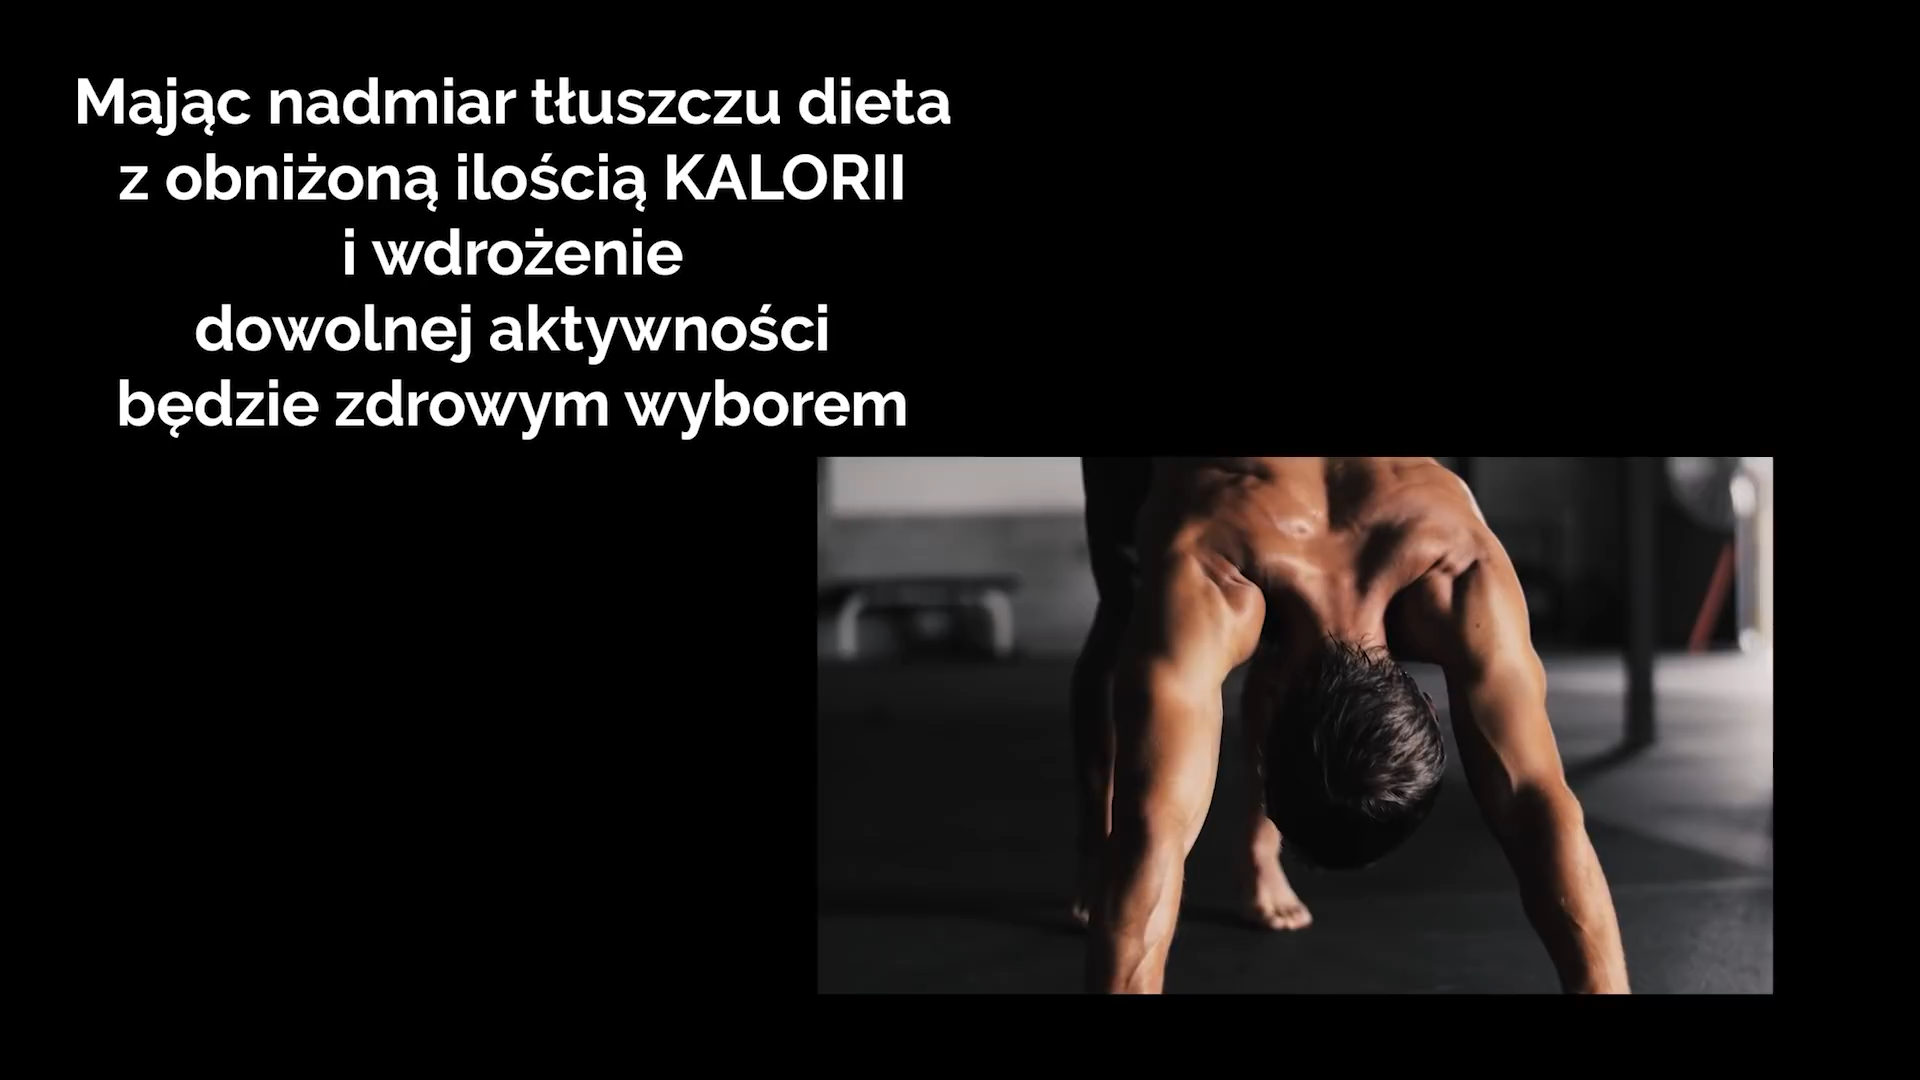 Mając nadmiar tłuszczu dieta
z obniżoną ilością KALORII
i wdrożenie
dowolnej aktywności
będzie zdrowym wyborem